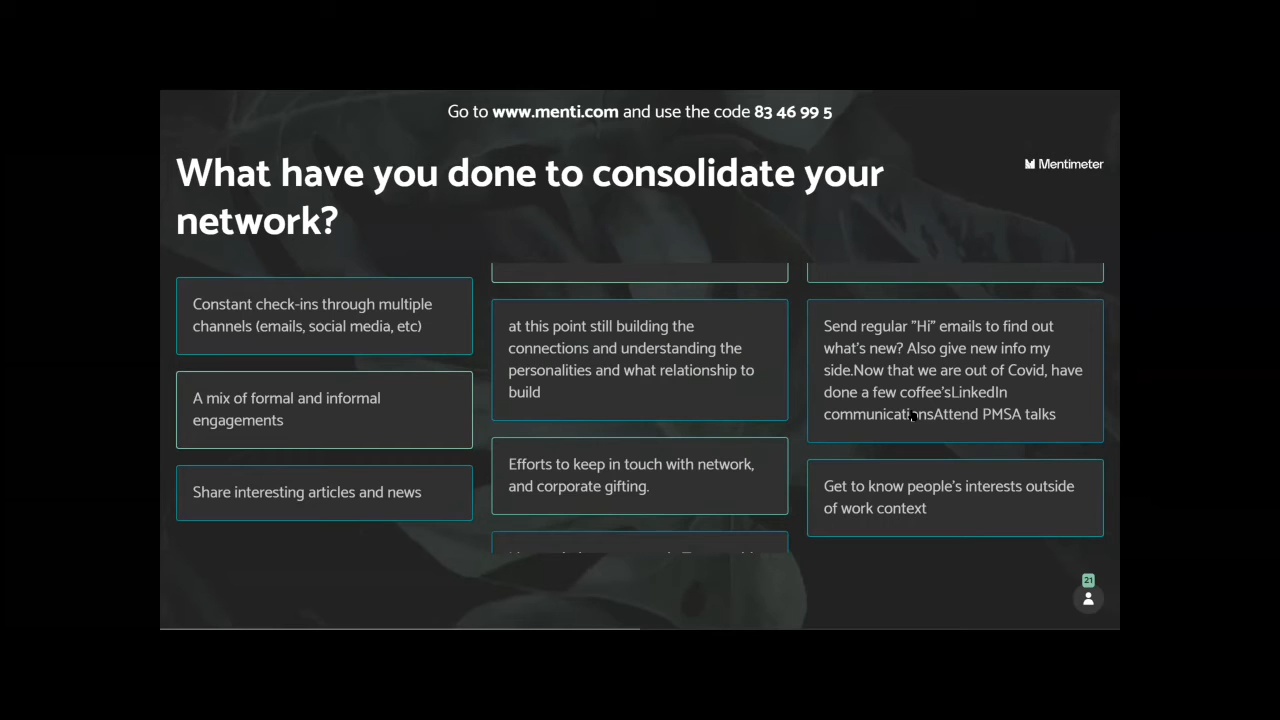 Go to www.menti.com and use the code 83 46 99 5
What have you done to consolidate your
network?
Mentimeter
Constant check-ins through multiple
channels (emails, social media, etc)
A mix of formal and informal
engagements
Share interesting articles and news
at this point still building the
connections and understanding the
personalities and what relationship to
build
Efforts to keep in touch with network,
and corporate gifting.
Send regular "Hi" emails to find out
what's new? Also give new info my
side.Now that we are out of Covid, have
done a few coffee'sLinkedIn
communicationsAttend PMSA talks
Get to know people's interests outside
of work context
21